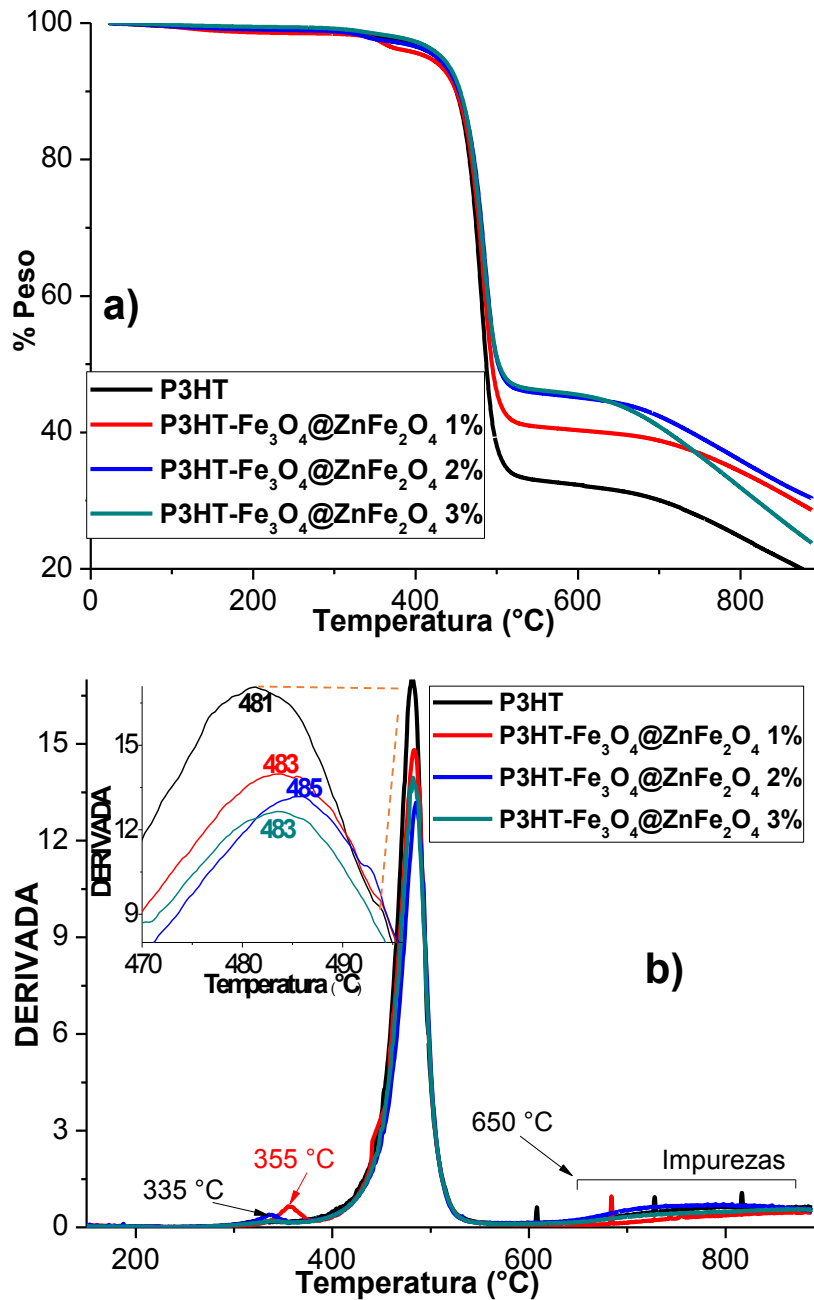 100
80
60
40
20
% Peso
a)
P3HT
P3HT-Fe₃O₄@ZnFe₂O₄ 1%
P3HT-Fe₃O₄@ZnFe₂O₄ 2%
P3HT-Fe₃O₄@ZnFe₂O₄ 3%
0 200 400 600 800
Temperatura (°C)
15
12
9
6
3
0
DERIVADA
15
12
9
DERIVADA
481
483
485
483
470 480 490
Temperatura (°C)
P3HT
P3HT-Fe₃O₄@ZnFe₂O₄ 1%
P3HT-Fe₃O₄@ZnFe₂O₄ 2%
P3HT-Fe₃O₄@ZnFe₂O₄ 3%
b)
650 °C
355 °C
Impurezas
335 °C
200 400 600 800
Temperatura (°C)